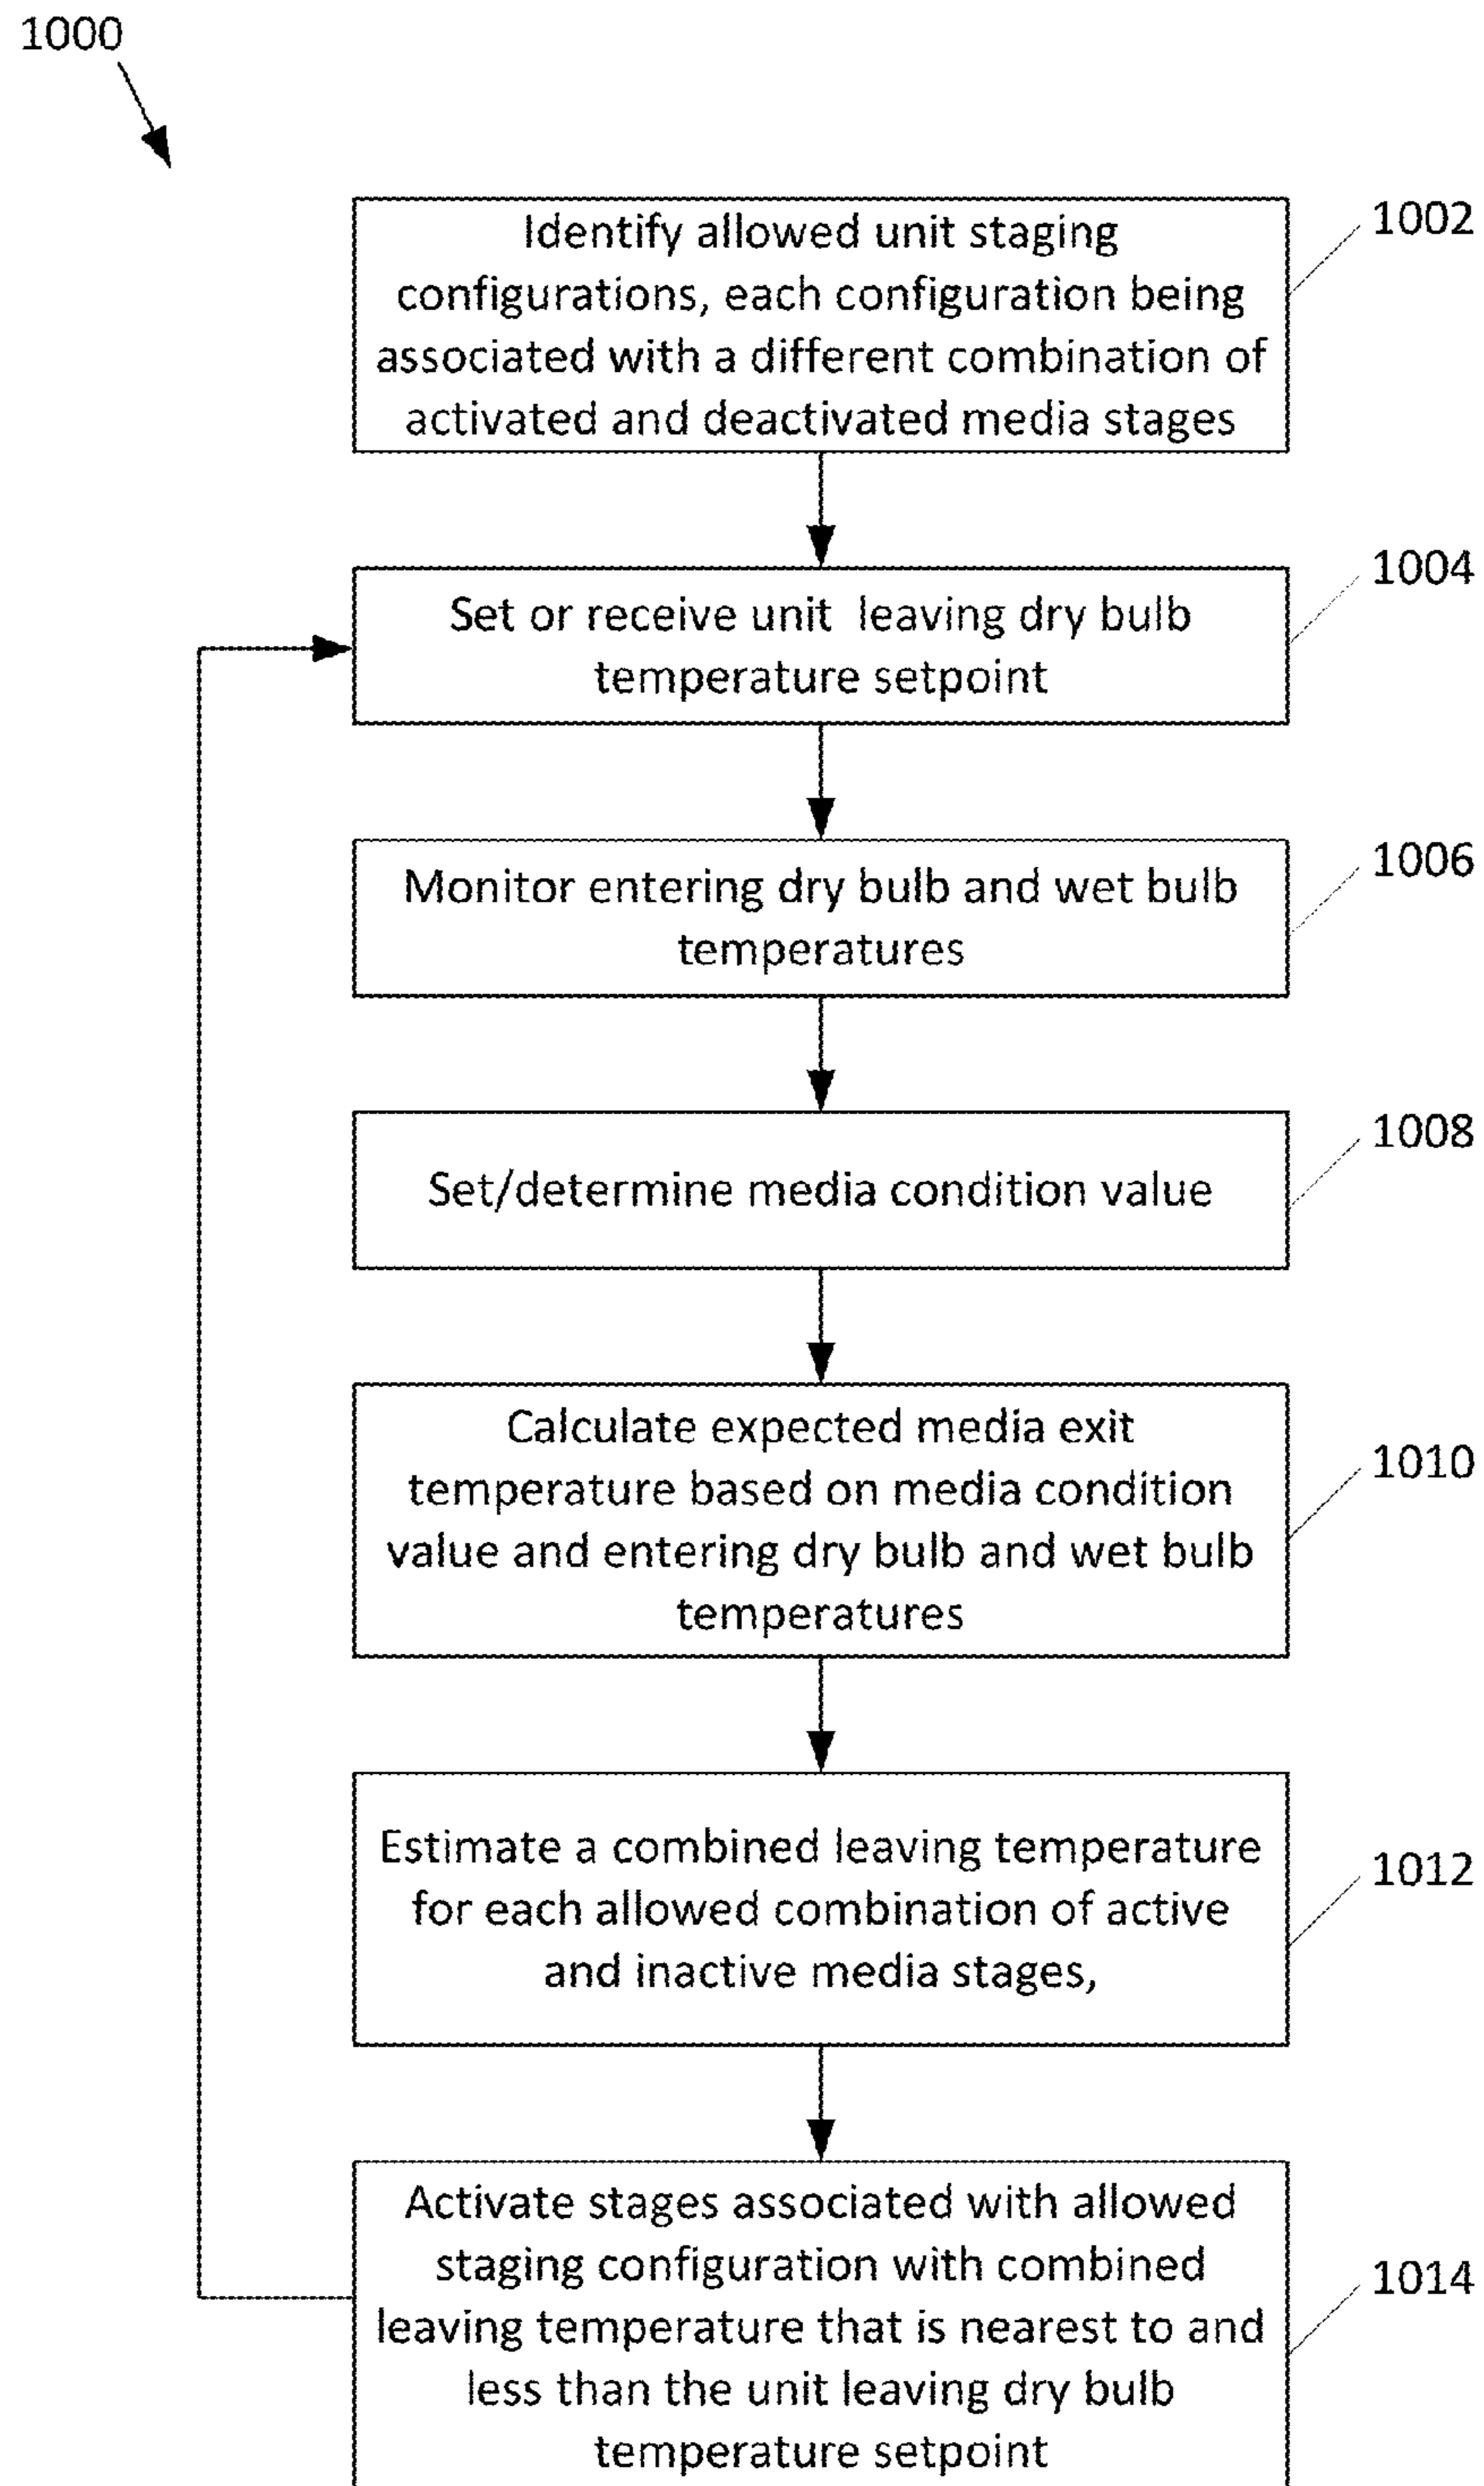 1000
Identify allowed unit staging
configurations, each configuration being
associated with a different combination of
activated and deactivated media stages
1002
Set or receive unit leaving dry bulb
temperature setpoint
1004
Monitor entering dry bulb and wet bulb
temperatures
1006
Set/determine media condition value
1008
Calculate expected media exit
temperature based on media condition
value and entering dry bulb and wet bulb
temperatures
1010
Estimate a combined leaving temperature
for each allowed combination of active
and inactive media stages,
1012
Activate stages associated with allowed
staging configuration with combined
leaving temperature that is nearest to and
less than the unit leaving dry bulb
temperature setpoint
1014